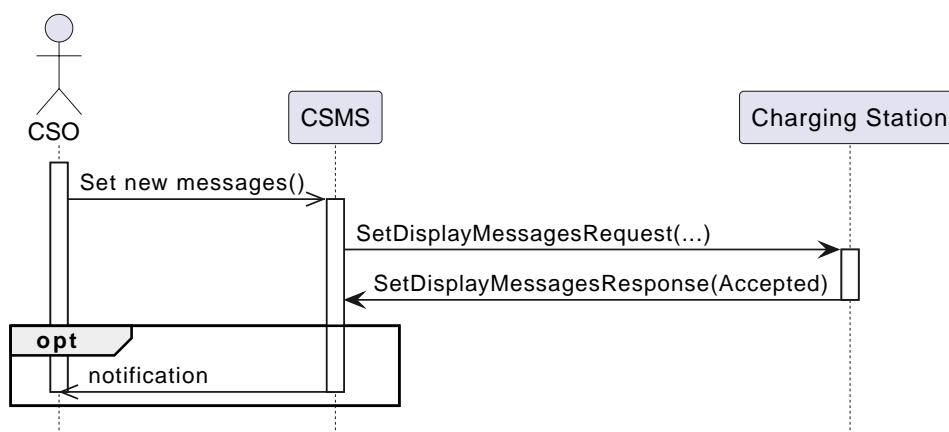 CSO
CSMS
Charging Station
Set new messages()
SetDisplayMessagesRequest(...)
SetDisplayMessagesResponse(Accepted)
opt
notification